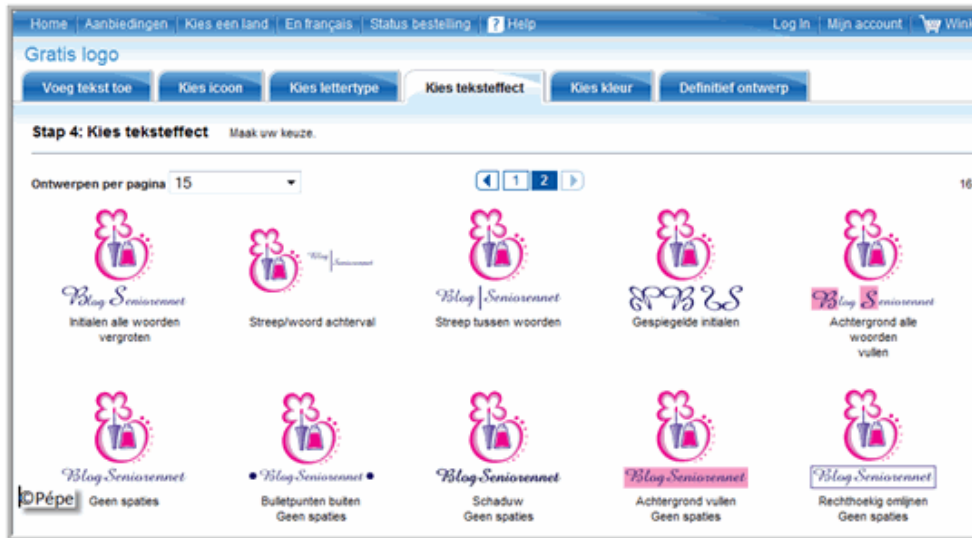 Home | Aanbiedingen | Kies een land | En français | Status bestelling | ? Help Log In | Mijn account | Wink
Gratis logo
Voeg tekst toe Kies icoon Kies lettertype Kies teksteffect Kies kleur Definitief ontwerp
Stap 4: Kies teksteffect Maak uw keuze.
Ontwerpen per pagina 15 1 2 16
Blog Seniorennet Blog | Seniorennet Blog | Seniorennet B S Blog Seniorennet
Initialen alle woorden
vergroten
Streep/woord achterval
Streep tussen woorden
Gespiegelde initialen
Achtergrond alle
woorden
vullen
Blog Seniorennet • Blog Seniorennet • Blog Seniorennet Blog Seniorennet Blog Seniorennet
©Pépe
Geen spaties
Bulletpunten buiten
Geen spaties
Schaduw
Geen spaties
Achtergrond vullen
Geen spaties
Rechthoekig omlijnen
Geen spaties